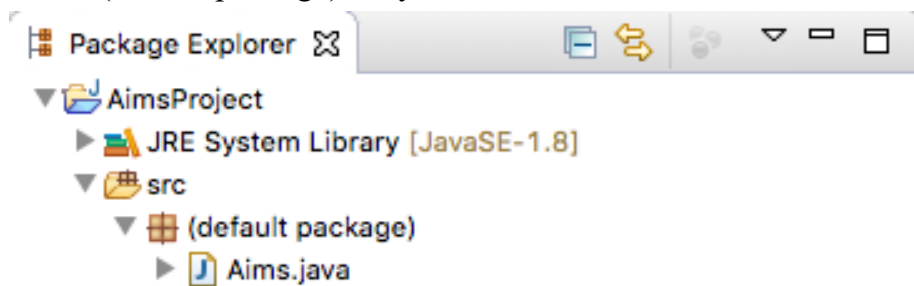 Package Explorer
AimsProject
JRE System Library [JavaSE-1.8]
src
(default package)
Aims.java